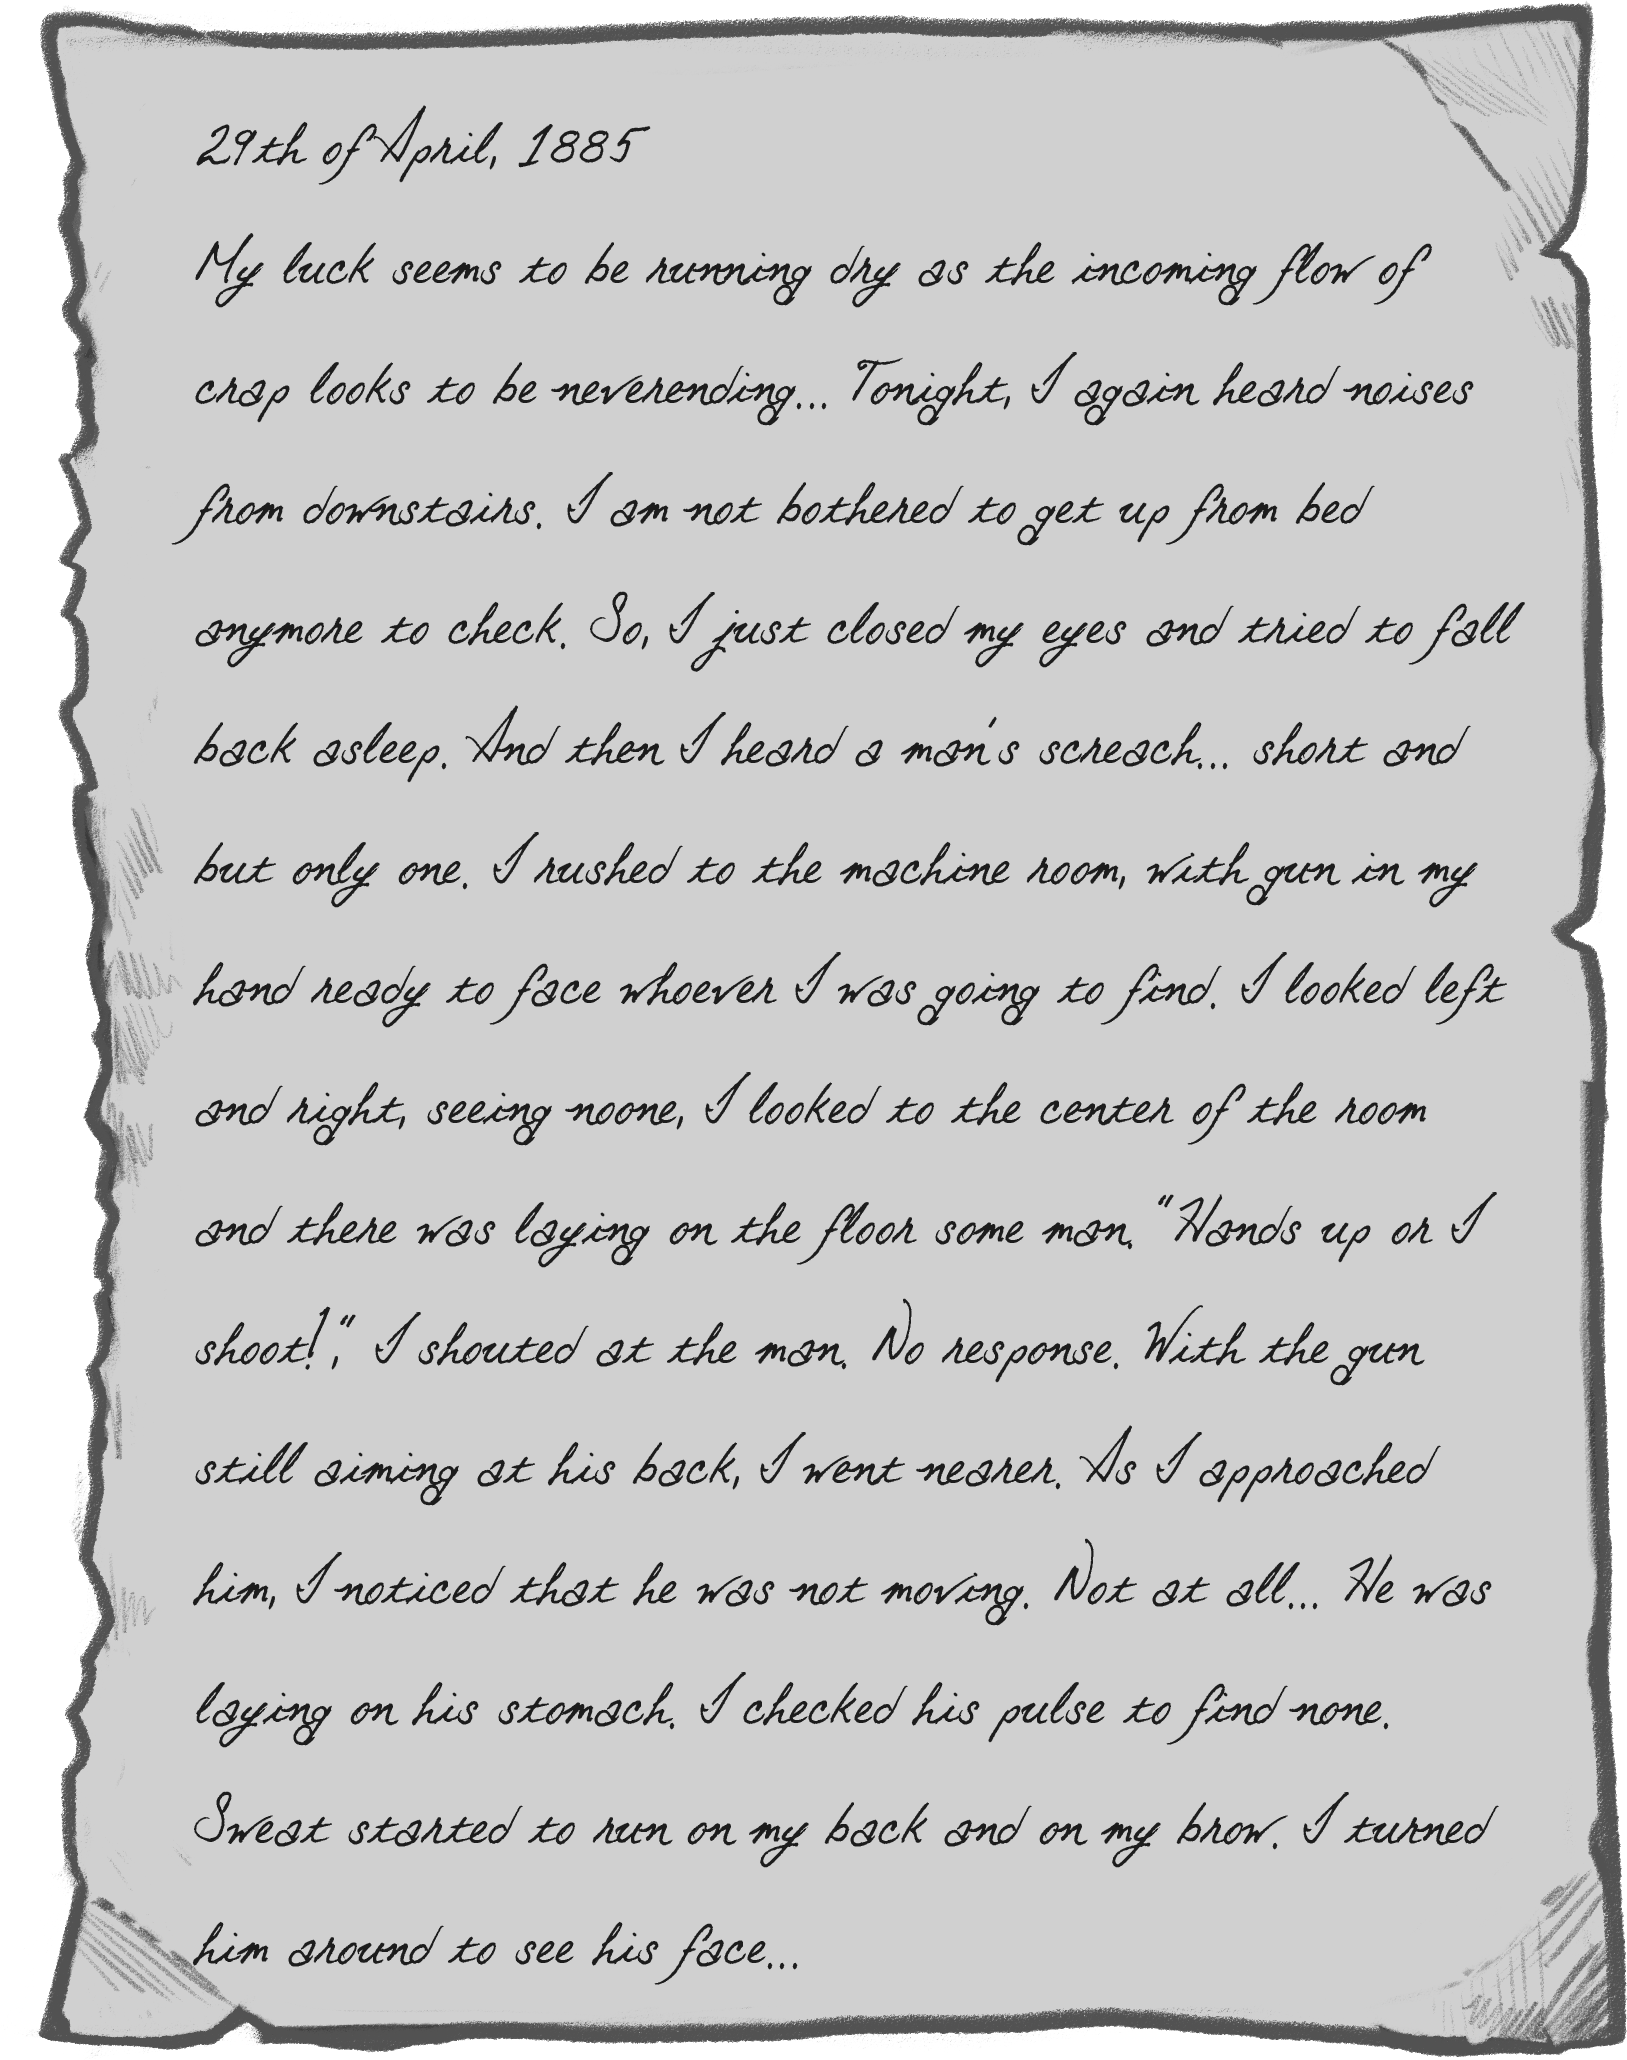 29th of April, 1885
My luck seems to be running dry as the incoming flow of
crap looks to be neverending... Tonight, I again heard noises
from downstairs. I am not bothered to get up from bed
anymore to check. So, I just closed my eyes and tried to fall
back asleep. And then I heard a man's screach... short and
but only one. I rushed to the machine room, with gun in my
hand ready to face whoever I was going to find. I looked left
and right, seeing noone, I looked to the center of the room
and there was laying on the floor some man. "Hands up or I
shoot!," I shouted at the man. No response. With the gun
still aiming at his back, I went nearer. As I approached
him, I noticed that he was not moving. Not at all... He was
laying on his stomach. I checked his pulse to find none.
Sweat started to run on my back and on my brow. I turned
him around to see his face...